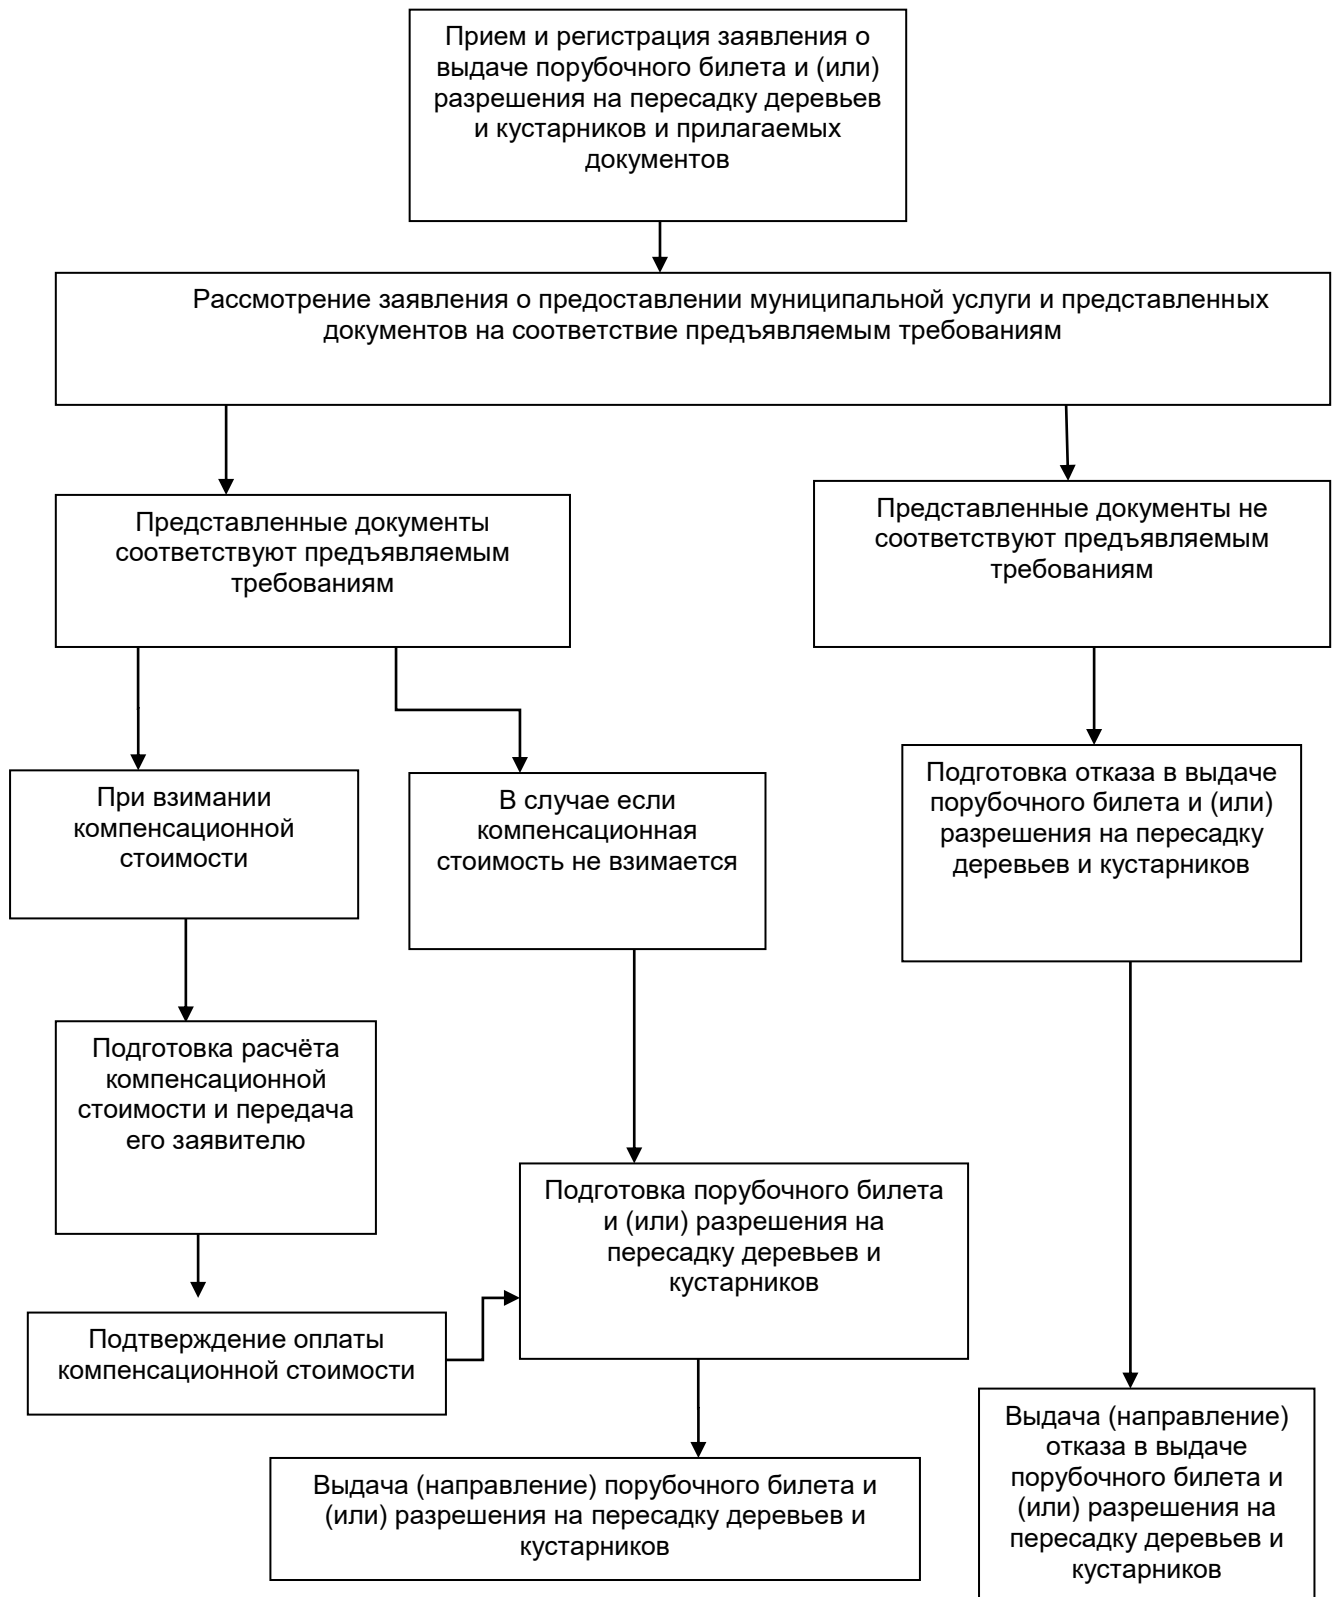 Прием и регистрация заявления о
выдаче порубочного билета и (или)
разрешения на пересадку деревьев
и кустарников и прилагаемых
документов
Рассмотрение заявления о предоставлении муниципальной услуги и представленных
документов на соответствие предъявляемым требованиям
Представленные документы
соответствуют предъявляемым
требованиям
Представленные документы не
соответствуют предъявляемым
требованиям
При взимании
компенсационной
стоимости
В случае если
компенсационная
стоимость не взимается
Подготовка отказа в выдаче
порубочного билета и (или)
разрешения на пересадку
деревьев и кустарников
Подготовка расчёта
компенсационной
стоимости и передача
его заявителю
Подготовка порубочного билета
и (или) разрешения на
пересадку деревьев и
кустарников
Подтверждение оплаты
компенсационной стоимости
Выдача (направление) порубочного билета и
(или) разрешения на пересадку деревьев и
кустарников
Выдача (направление)
отказа в выдаче
порубочного билета и
(или) разрешения на
пересадку деревьев и
кустарников